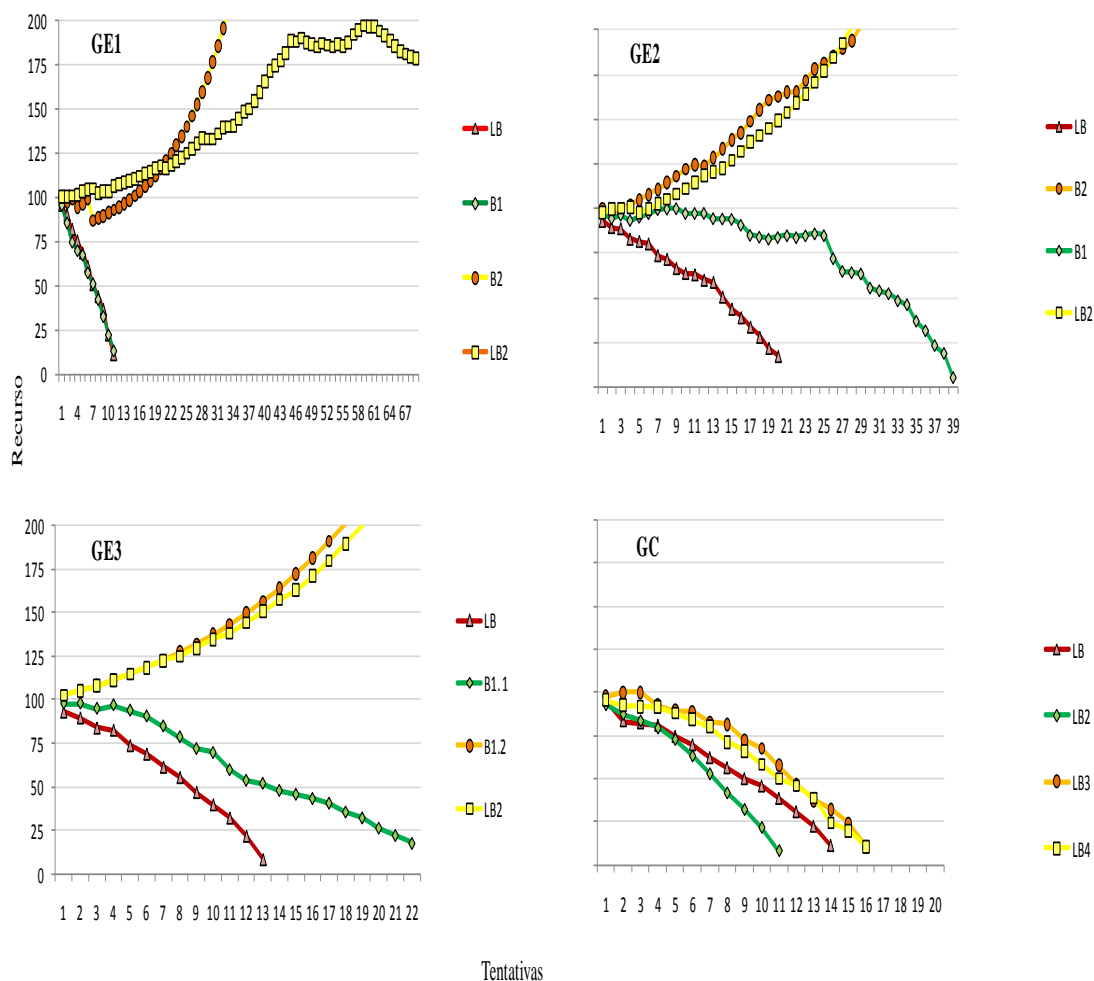 GE1
200
175
150
125
100
75
50
25
0
1 4 7 10 13 16 19 22 25 28 31 34 37 40 43 46 49 52 55 58 61 64 67
LB
B1
B2
LB2
GE2
1 3 5 7 9 11 13 15 17 19 21 23 25 27 29 31 33 35 37 39
LB
B2
B1
LB2
Recurso
GE3
200
175
150
125
100
75
50
25
0
1 2 3 4 5 6 7 8 9 10 11 12 13 14 15 16 17 18 19 20 21 22
LB
B1.1
B1.2
LB2
GC
1 2 3 4 5 6 7 8 9 10 11 12 13 14 15 16 17 18 19 20
LB
LB2
LB3
LB4
Tentativas